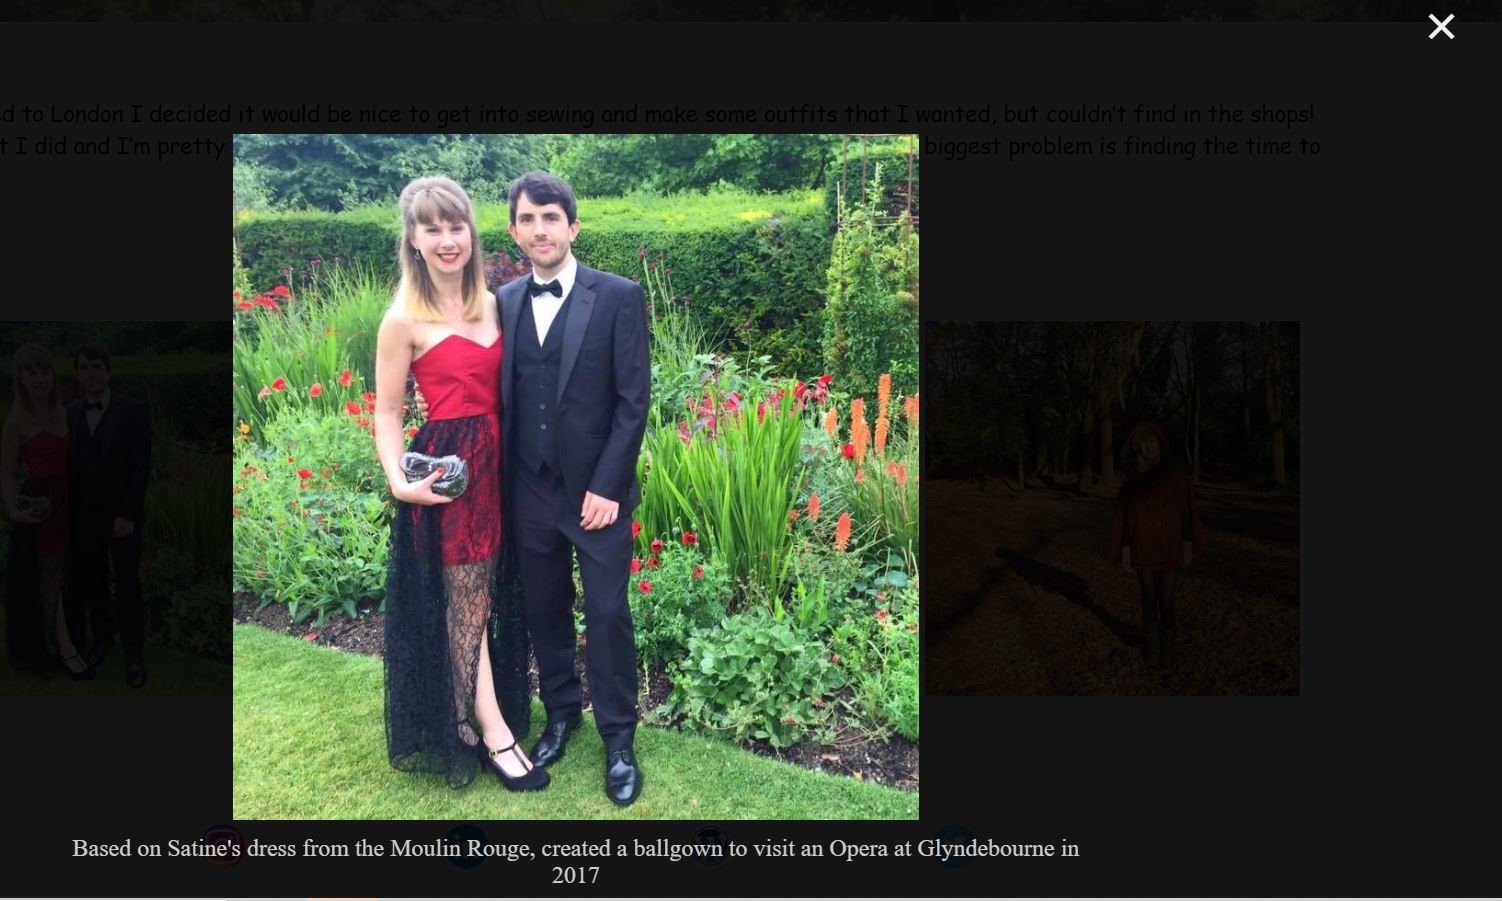 ed to London I decided it would be nice to get into sewing and make some outfits that I wanted, but couldn't find in the shops!
t I did and I'm pretty biggest problem is finding the time to
Based on Satine's dress from the Moulin Rouge, created a ballgown to visit an Opera at Glyndebourne in
2017